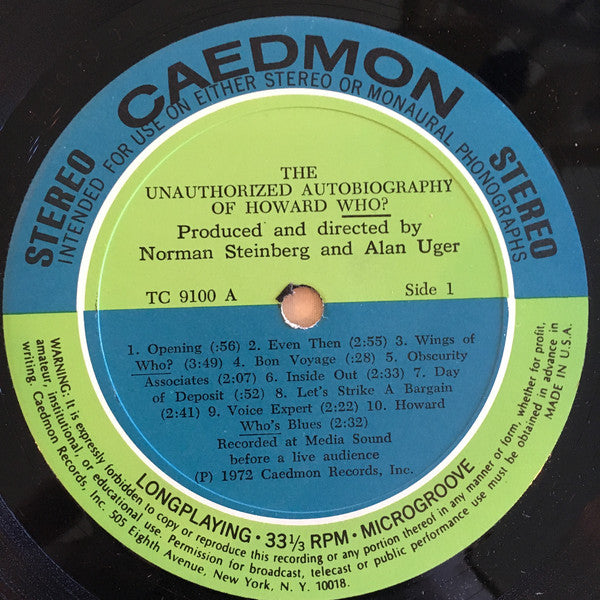 CAEDMON
INTENDED FOR USE ON EITHER STEREO OR MONAURAL PHONOGRAPHS
STEREO
STEREO
THE
UNAUTHORIZED AUTOBIOGRAPHY
OF HOWARD WHO?
Produced and directed by
Norman Steinberg and Alan Uger
TC 9100 A
Side 1
1. Opening (:56) 2. Even Then (2:55) 3. Wings of
Who? (3:49) 4. Bon Voyage (:28) 5. Obscurity
Associates (2:07) 6. Inside Out (2:33) 7. Day
of Deposit (:52) 8. Let's Strike A Bargain
(2:41) 9. Voice Expert (2:22) 10. Howard
Who's Blues (2:32)
Recorded at Media Sound
before a live audience
(P) 1972 Caedmon Records, Inc.
LONGPLAYING • 33 1/3 RPM • MICROGROOVE
WARNING: It is expressly forbidden to copy or reproduce this recording or any portion thereof in any manner or form, whether for profit,
amateur, institutional, or educational use. Permission for broadcast, telecast or public performance use must be obtained in advance in
writing. Caedmon Records, Inc. 505 Eighth Avenue, New York, N. Y. 10018.
MADE IN U.S.A.